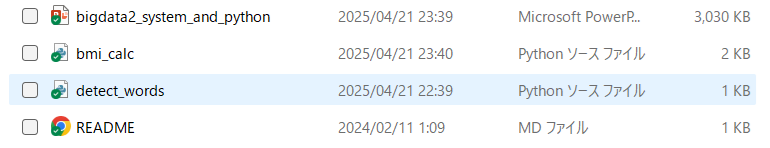 bigdata2_system_and_python 2025/04/21 23:39 Microsoft PowerP... 3,030 KB
bmi_calc 2025/04/21 23:40 Python ソース ファイル 2 KB
detect_words 2025/04/21 22:39 Python ソース ファイル 1 KB
README 2024/02/11 1:09 MD ファイル 1 KB